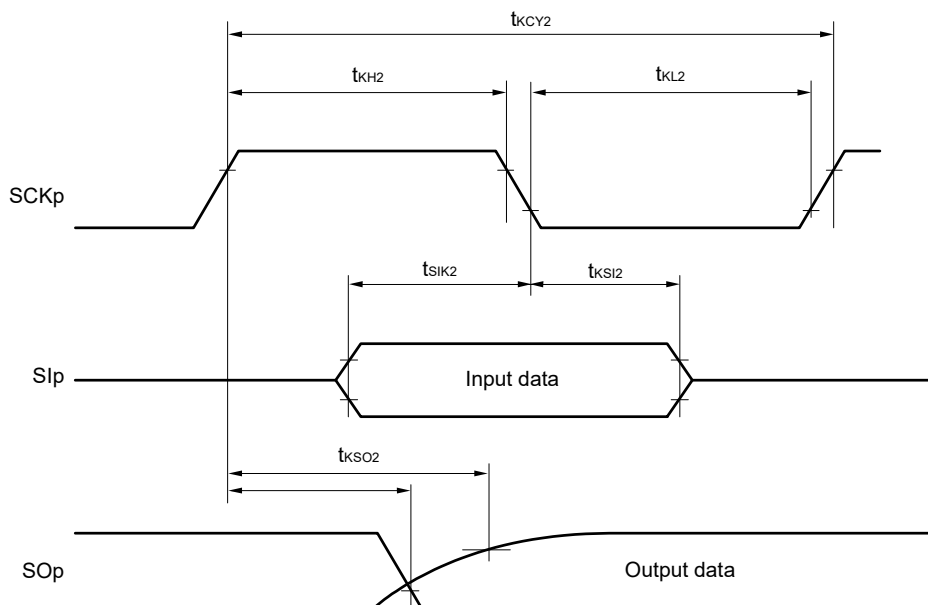 tKCY2
tKH2
tKL2
SCKp
tSIK2
tKSI2
SIp
Input data
tKSO2
SOp
Output data